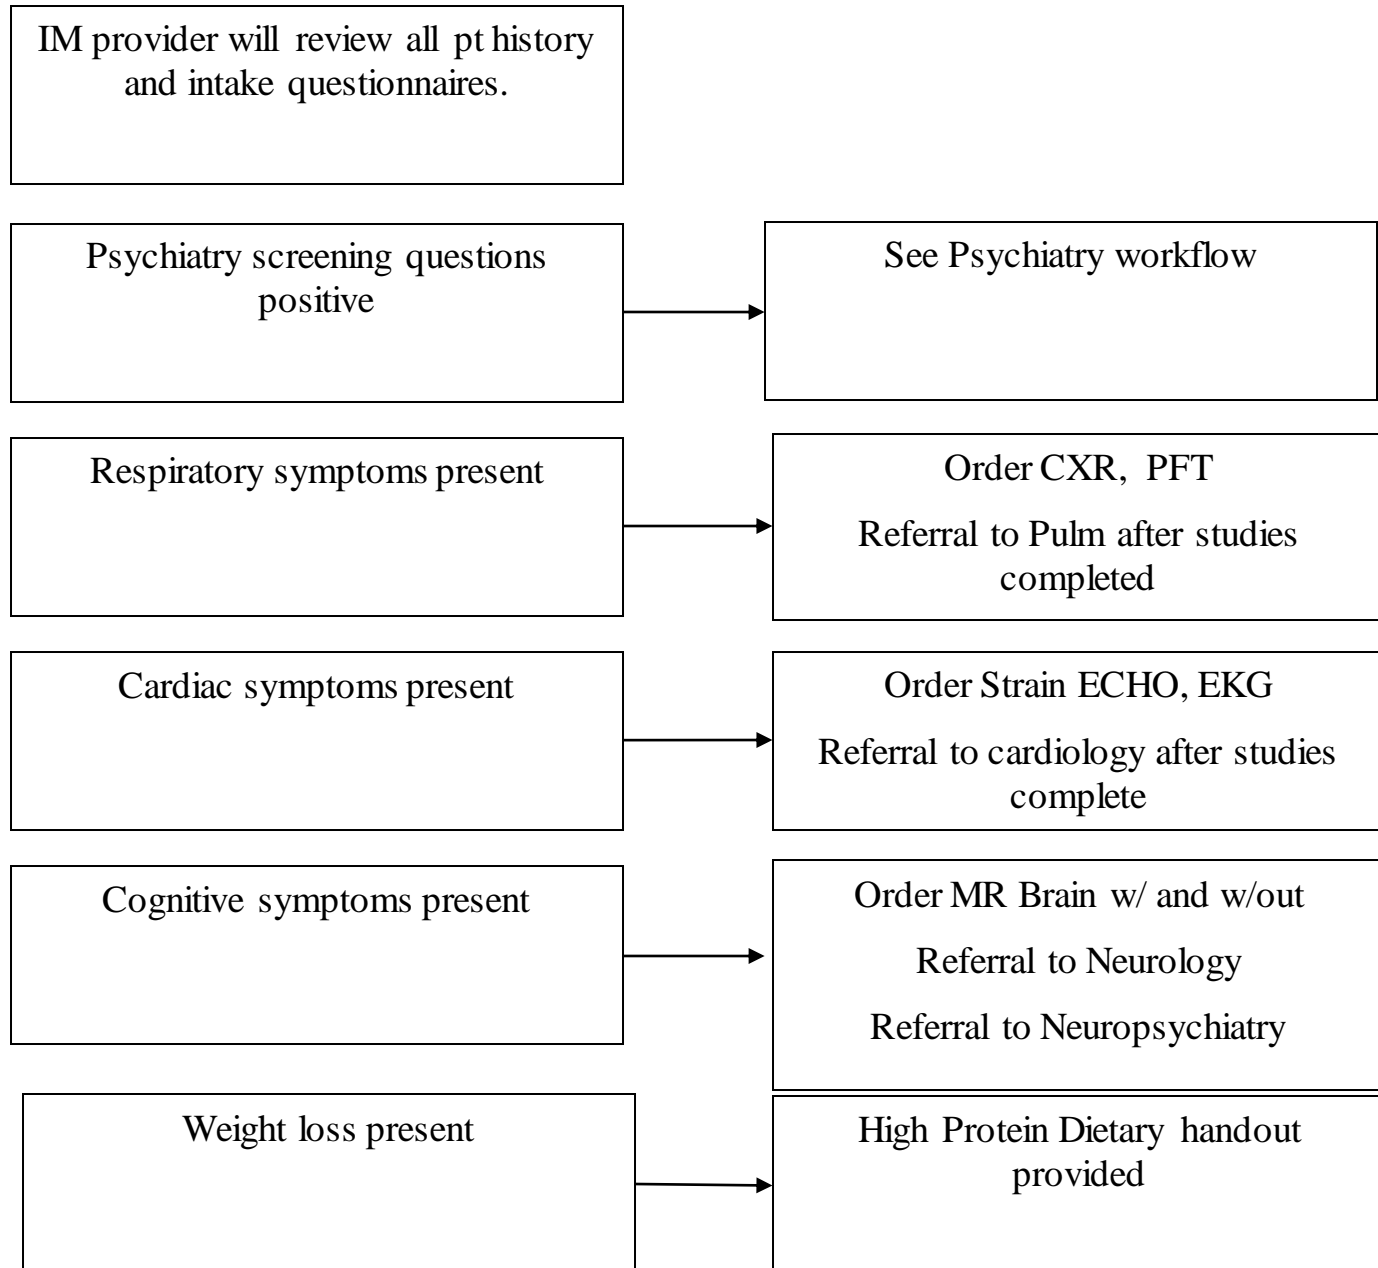 IM provider will review all pt history
and intake questionnaires.
Psychiatry screening questions
positive
See Psychiatry workflow
Respiratory symptoms present
Order CXR, PFT
Referral to Pulm after studies
completed
Cardiac symptoms present
Order Strain ECHO, EKG
Referral to cardiology after studies
complete
Cognitive symptoms present
Order MR Brain w/ and w/out
Referral to Neurology
Referral to Neuropsychiatry
Weight loss present
High Protein Dietary handout
provided